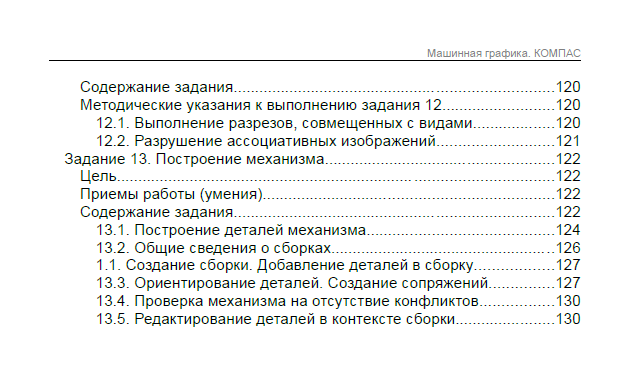 Машинная графика. КОМПАС
Содержание задания.............................................................................120
Методические указания к выполнению задания 12...........................120
12.1. Выполнение разрезов, совмещенных с видами....................120
12.2. Разрушение ассоциативных изображений............................121
Задание 13. Построение механизма.......................................................122
Цель.........................................................................................................122
Приемы работы (умения).......................................................................122
Содержание задания.............................................................................122
13.1. Построение деталей механизма............................................124
13.2. Общие сведения о сборках....................................................126
1.1. Создание сборки. Добавление деталей в сборку....................127
13.3. Ориентирование деталей. Создание сопряжений.................127
13.4. Проверка механизма на отсутствие конфликтов...................130
13.5. Редактирование деталей в контексте сборки........................130